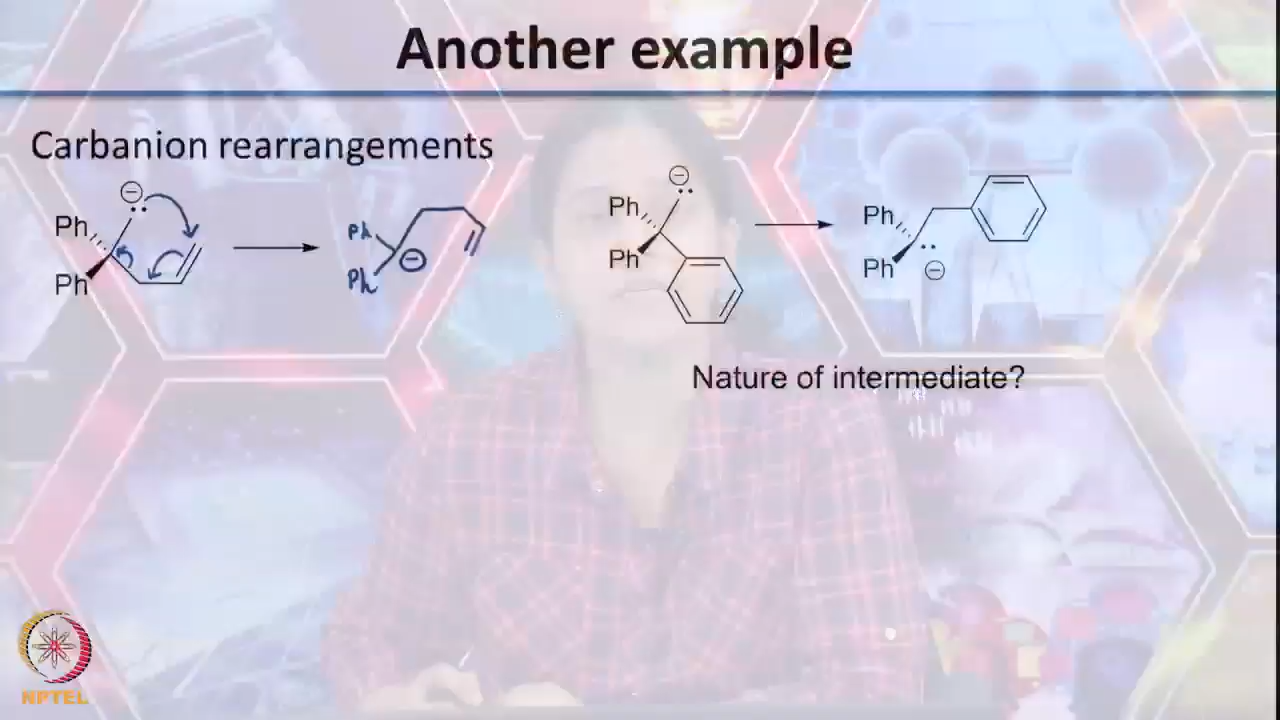 Another example
Carbanion rearrangements
Ph
Ph
⊖
Ph
Ph
⊖
Ph
Ph
⊖
Ph
Ph
⊖
Nature of intermediate?
NPTEL